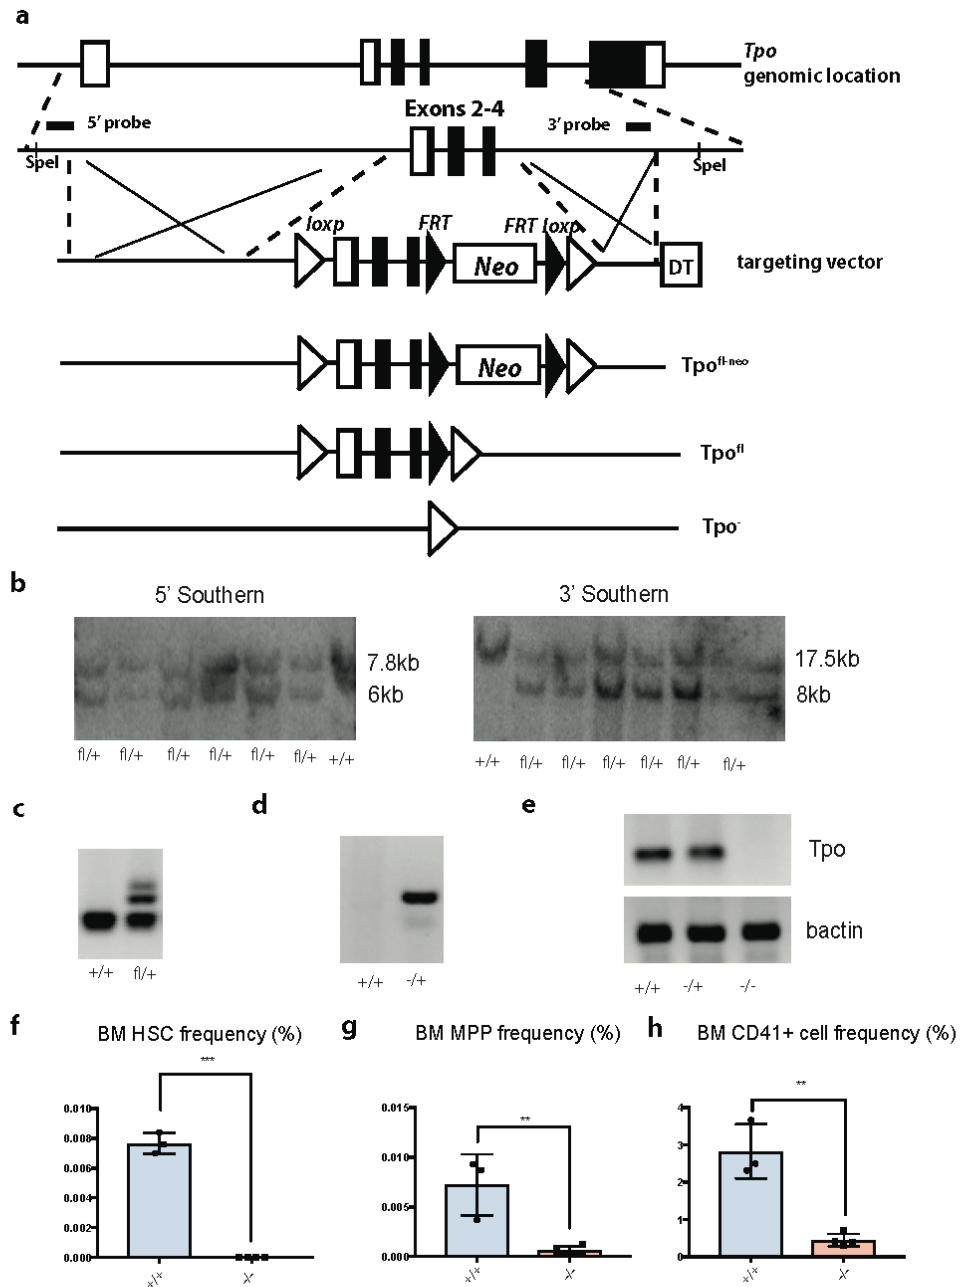 a
Tpo
genomic location
Exons 2-4
5' probe
3' probe
SpeI
SpeI
loxp
FRT
FRT loxp
Neo
DT
targeting vector
Neo
Tpofl-neo
Tpofl
Tpo-
b
5' Southern
3' Southern
7.8kb
6kb
17.5kb
8kb
fl/+ fl/+ fl/+ fl/+ fl/+ fl/+ +/+
+/+ fl/+ fl/+ fl/+ fl/+ fl/+ fl/+
c
d
e
Tpo
bactin
+/+ fl/+
+/+ -/+
+/+ -/+ -/-
f
BM HSC frequency (%)
***
0.010
0.008
0.006
0.004
0.002
0.000
+/+ -/-
g
BM MPP frequency (%)
**
0.015
0.010
0.005
0.000
+/+ -/-
h
BM CD41+ cell frequency (%)
**
4
3
2
1
0
+/+ -/-